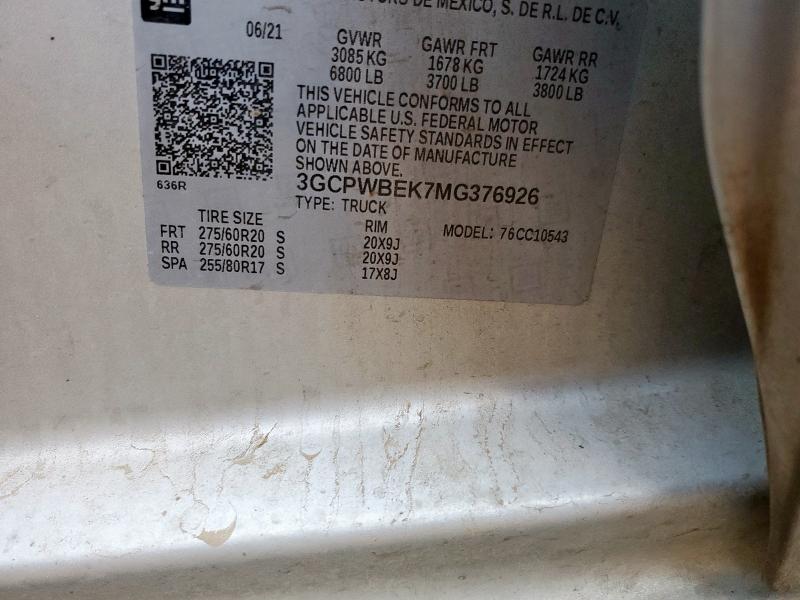 MOTORS DE MEXICO, S. DE R.L. DE C.V.
06/21
GVWR GAWR FRT GAWR RR
3085 KG 1678 KG 1724 KG
6800 LB 3700 LB 3800 LB
THIS VEHICLE CONFORMS TO ALL
APPLICABLE U.S. FEDERAL MOTOR
VEHICLE SAFETY STANDARDS IN EFFECT
ON THE DATE OF MANUFACTURE
SHOWN ABOVE.
636R
3GCPWBEK7MG376926
TYPE: TRUCK
TIRE SIZE RIM MODEL: 76CC10543
FRT 275/60R20 S 20X9J
RR 275/60R20 S 20X9J
SPA 255/80R17 S 17X8J